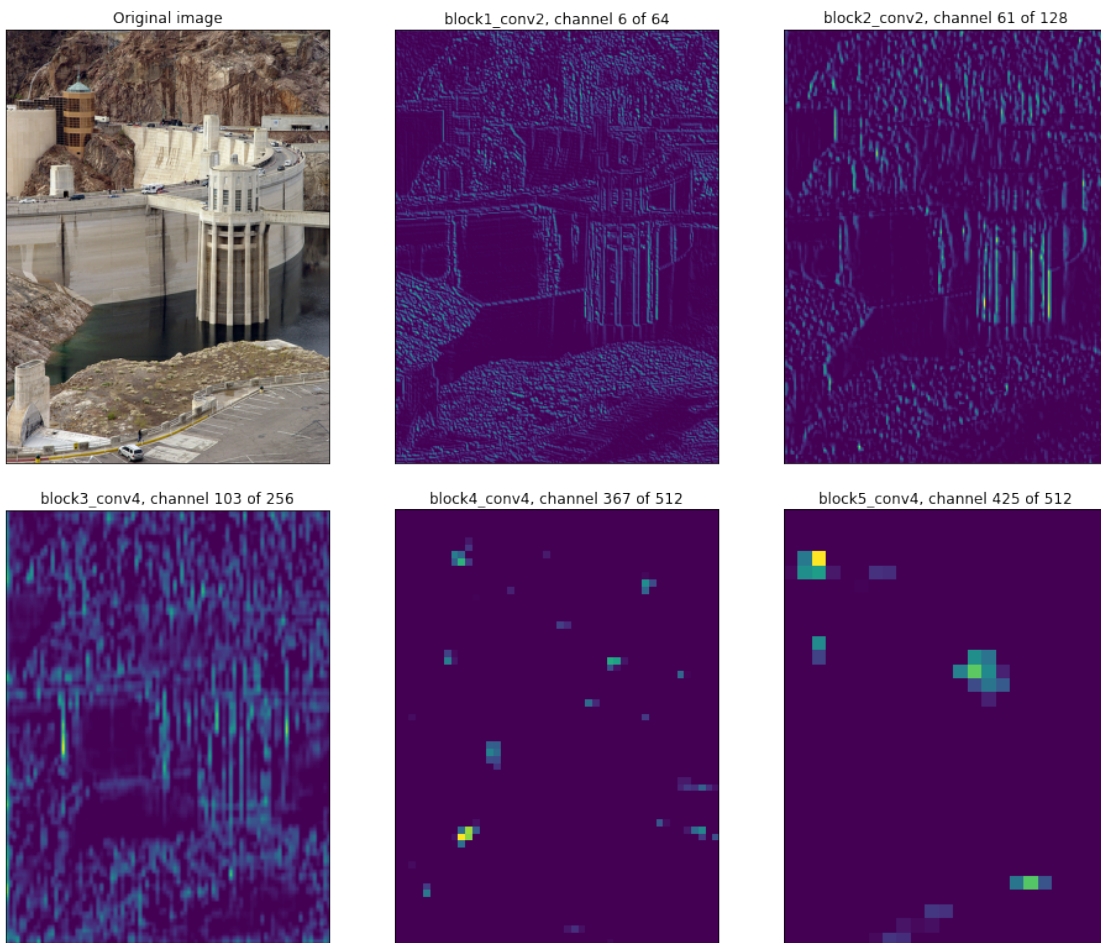 Original image
block1_conv2, channel 6 of 64
block2_conv2, channel 61 of 128
block3_conv4, channel 103 of 256
block4_conv4, channel 367 of 512
block5_conv4, channel 425 of 512